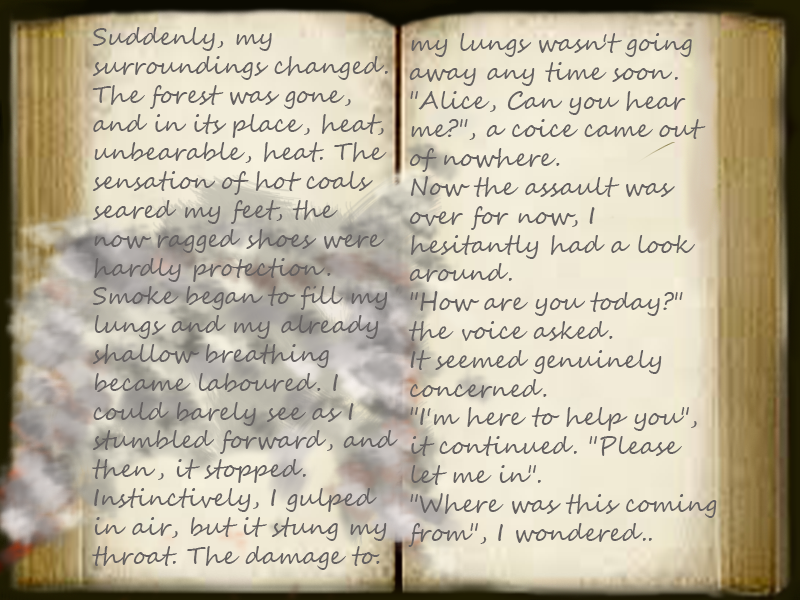 Suddenly, my
surroundings changed.
The forest was gone,
and in its place, heat,
unbearable, heat. The
sensation of hot coals
seared my feet, the
now ragged shoes were
hardly protection.
Smoke began to fill my
lungs and my already
shallow breathing
became laboured. I
could barely see as I
stumbled forward, and
then, it stopped.
Instinctively, I gulped
in air, but it stung my
throat. The damage to.
my lungs wasn't going
away any time soon.
"Alice, Can you hear
me?", a coice came out
of nowhere.
Now the assault was
over for now, I
hesitantly had a look
around.
"How are you today?"
the voice asked.
It seemed genuinely
concerned.
"I'm here to help you",
it continued. "Please
let me in".
"Where was this coming
from", I wondered..